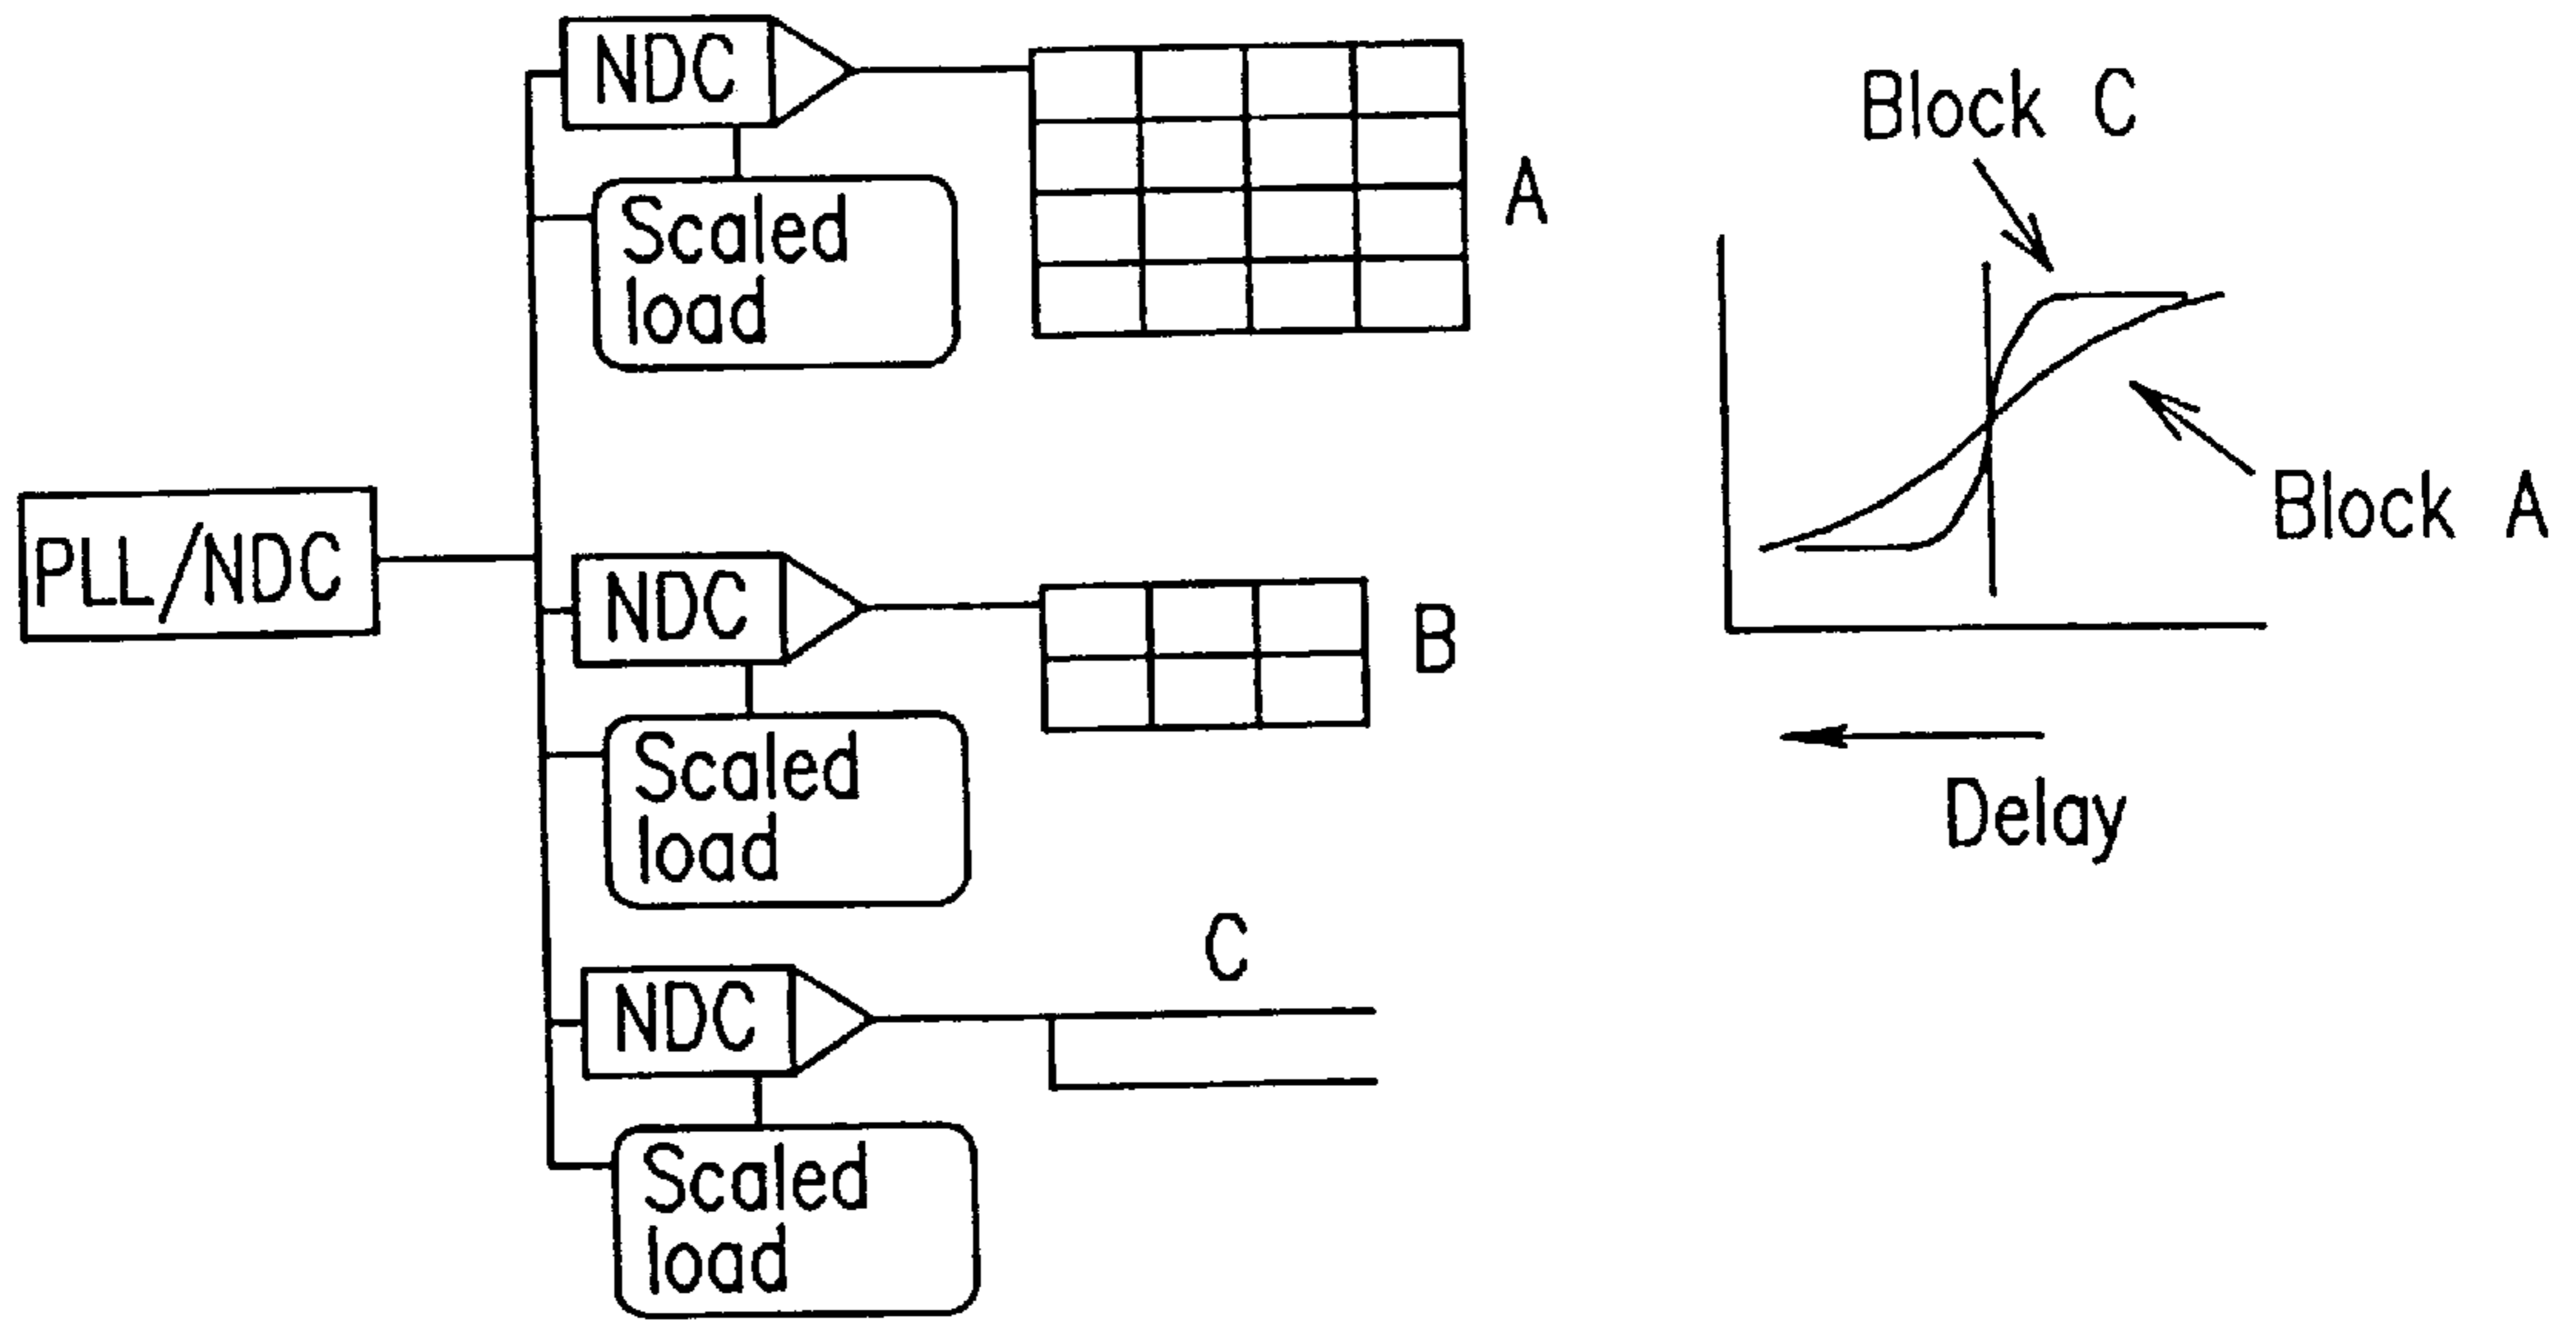 NDC
Scaled
load
A
PLL/NDC
NDC
Scaled
load
B
NDC
Scaled
load
C
Block C
Block A
Delay